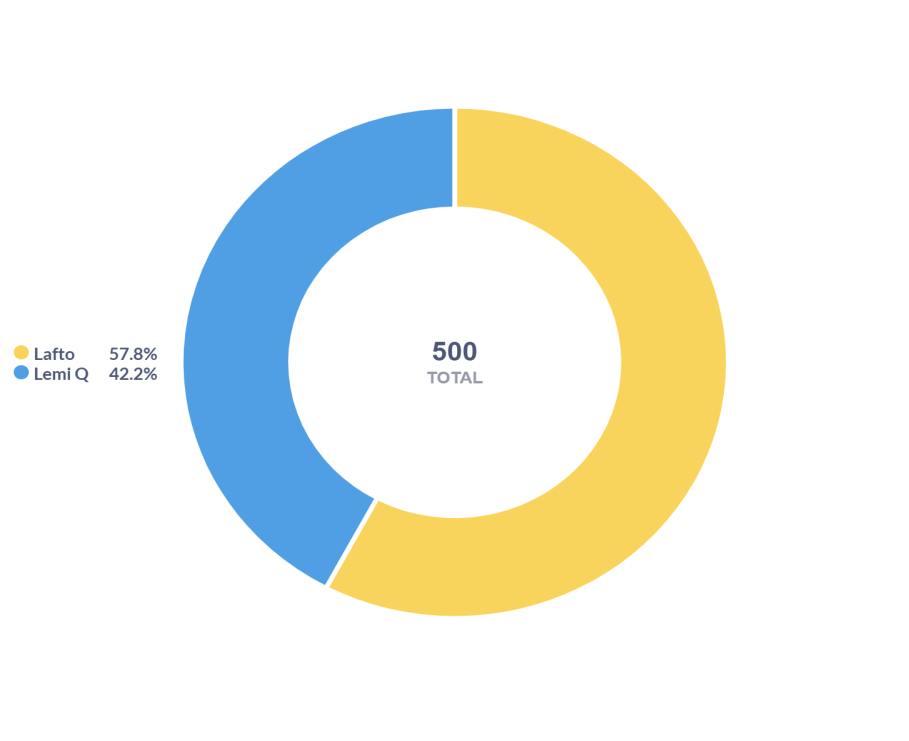 Lafto 57.8%
Lemi Q 42.2%
500
TOTAL